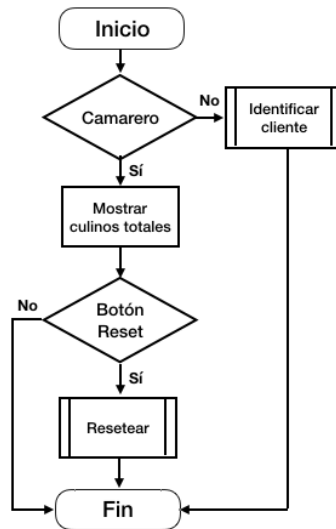 Inicio
Camarero
No
Identificar
cliente
Sí
Mostrar
culinos totales
No
Botón
Reset
Sí
Resetear
Fin